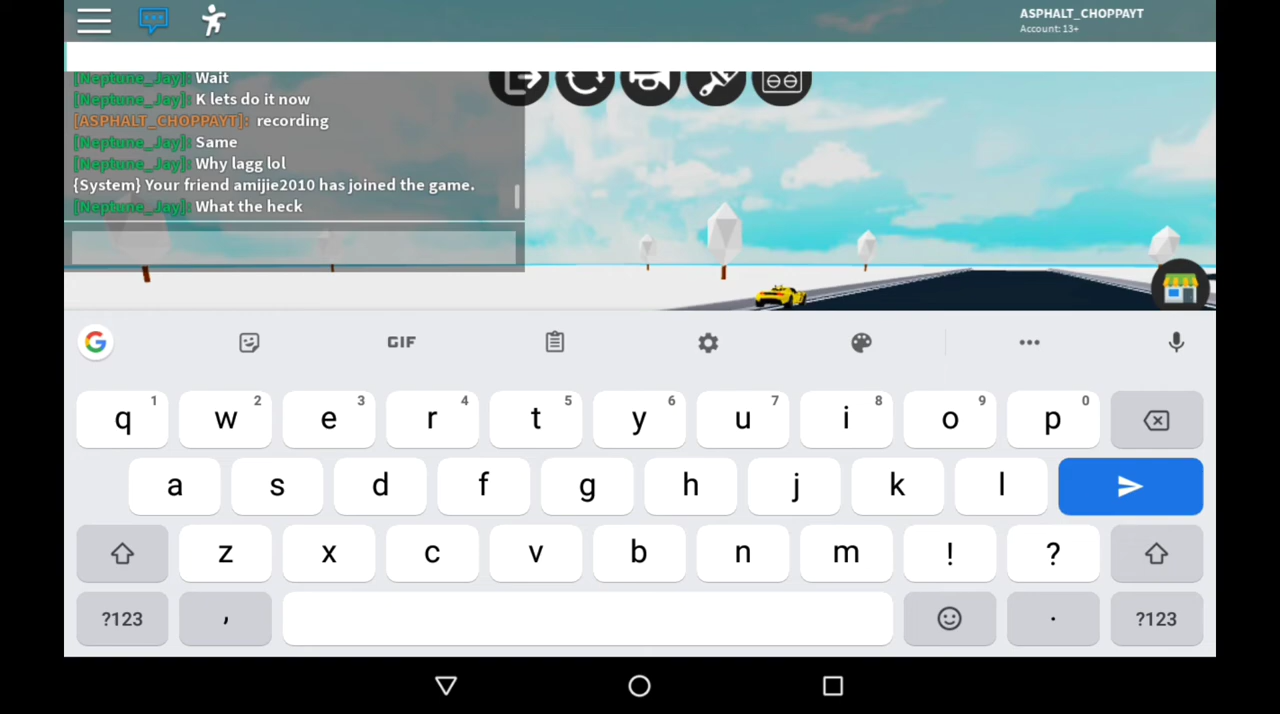 ASPHALT_CHOPPAYT
Account: 13+
[Neptune_Jay]: Wait
[Neptune_Jay]: K lets do it now
[ASPHALT_CHOPPAYT]: recording
[Neptune_Jay]: Same
[Neptune_Jay]: Why lagg lol
{System} Your friend amijie2010 has joined the game.
[Neptune_Jay]: What the heck
G GIF
q 1 w 2 e 3 r 4 t 5 y 6 u 7 i 8 o 9 p 0
a s d f g h j k l
z x c v b n m ! ?
?123 , . ?123